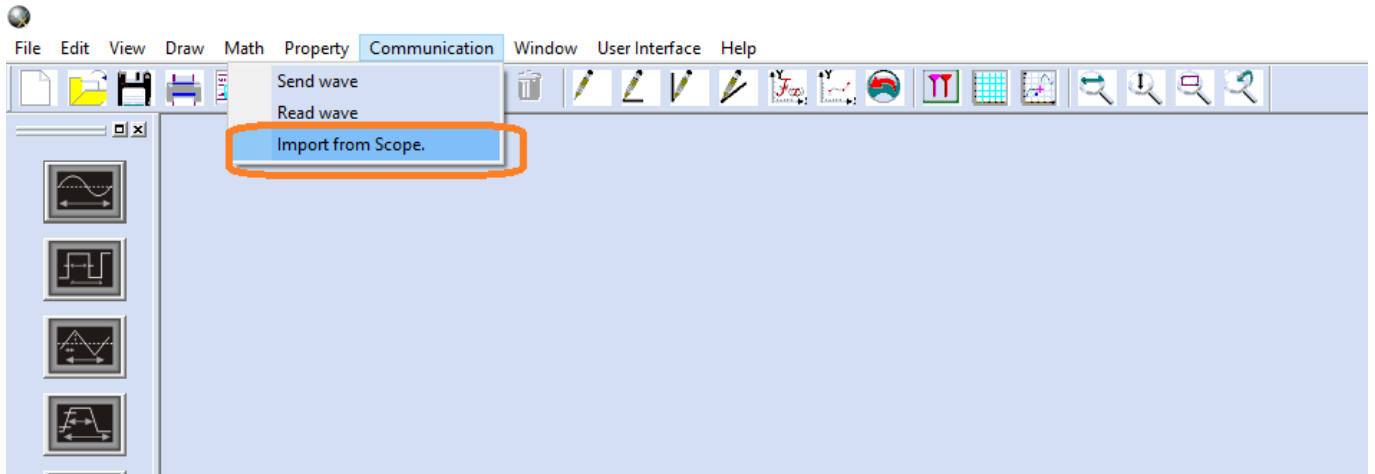 File Edit View Draw Math Property Communication Window User Interface Help
Send wave
Read wave
Import from Scope.